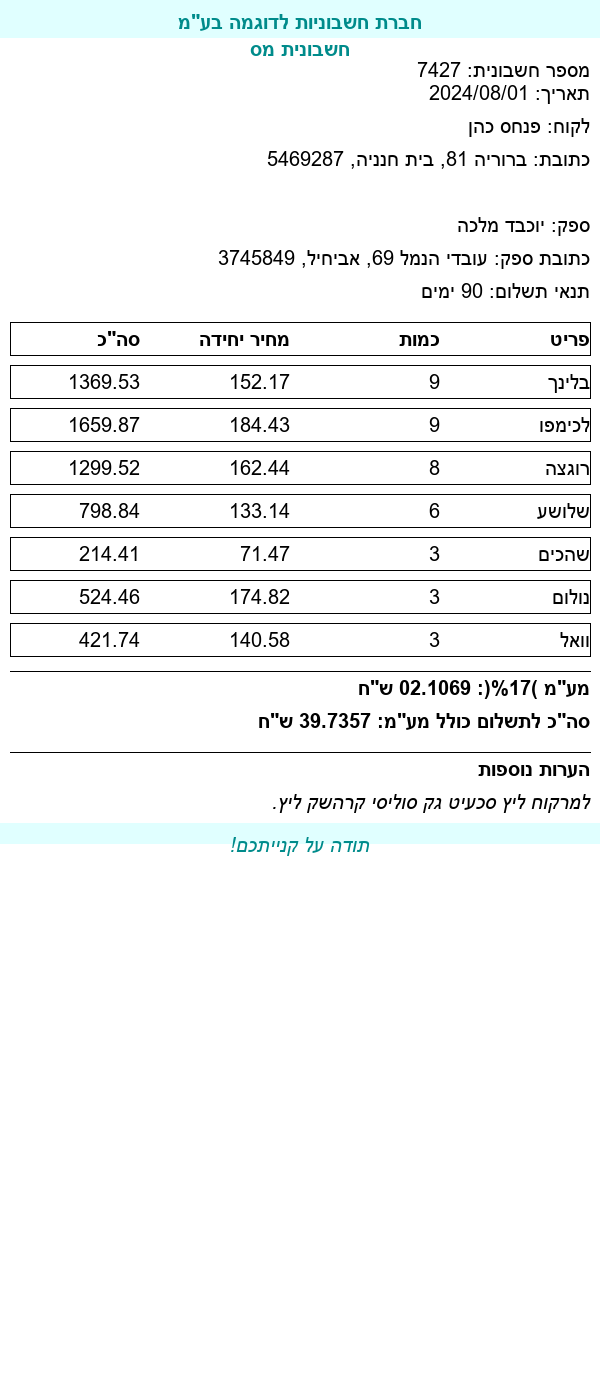 חברת חשבוניות לדוגמה בע"מ
חשבונית מס
מספר חשבונית: 7427
תאריך: 2024/08/01
לקוח: פנחס כהן
כתובת: ברוריה 81, בית חנניה, 5469287
ספק: יוכבד מלכה
כתובת ספק: עובדי הנמל 69, אביחיל, 3745849
תנאי תשלום: 90 ימים
פריט כמות מחיר יחידה סה"כ
בלינך 9 152.17 1369.53
לכימפו 9 184.43 1659.87
רוגצה 8 162.44 1299.52
שלושע 6 133.14 798.84
שהכים 3 71.47 214.41
נולום 3 174.82 524.46
וואל 3 140.58 421.74
מע"מ )17%(: 02.1069 ש"ח
סה"כ לתשלום כולל מע"מ: 39.7357 ש"ח
הערות נוספות
למרקוח ליץ סכעיט גק סוליסי קרהשק ליץ.
תודה על קנייתכם!